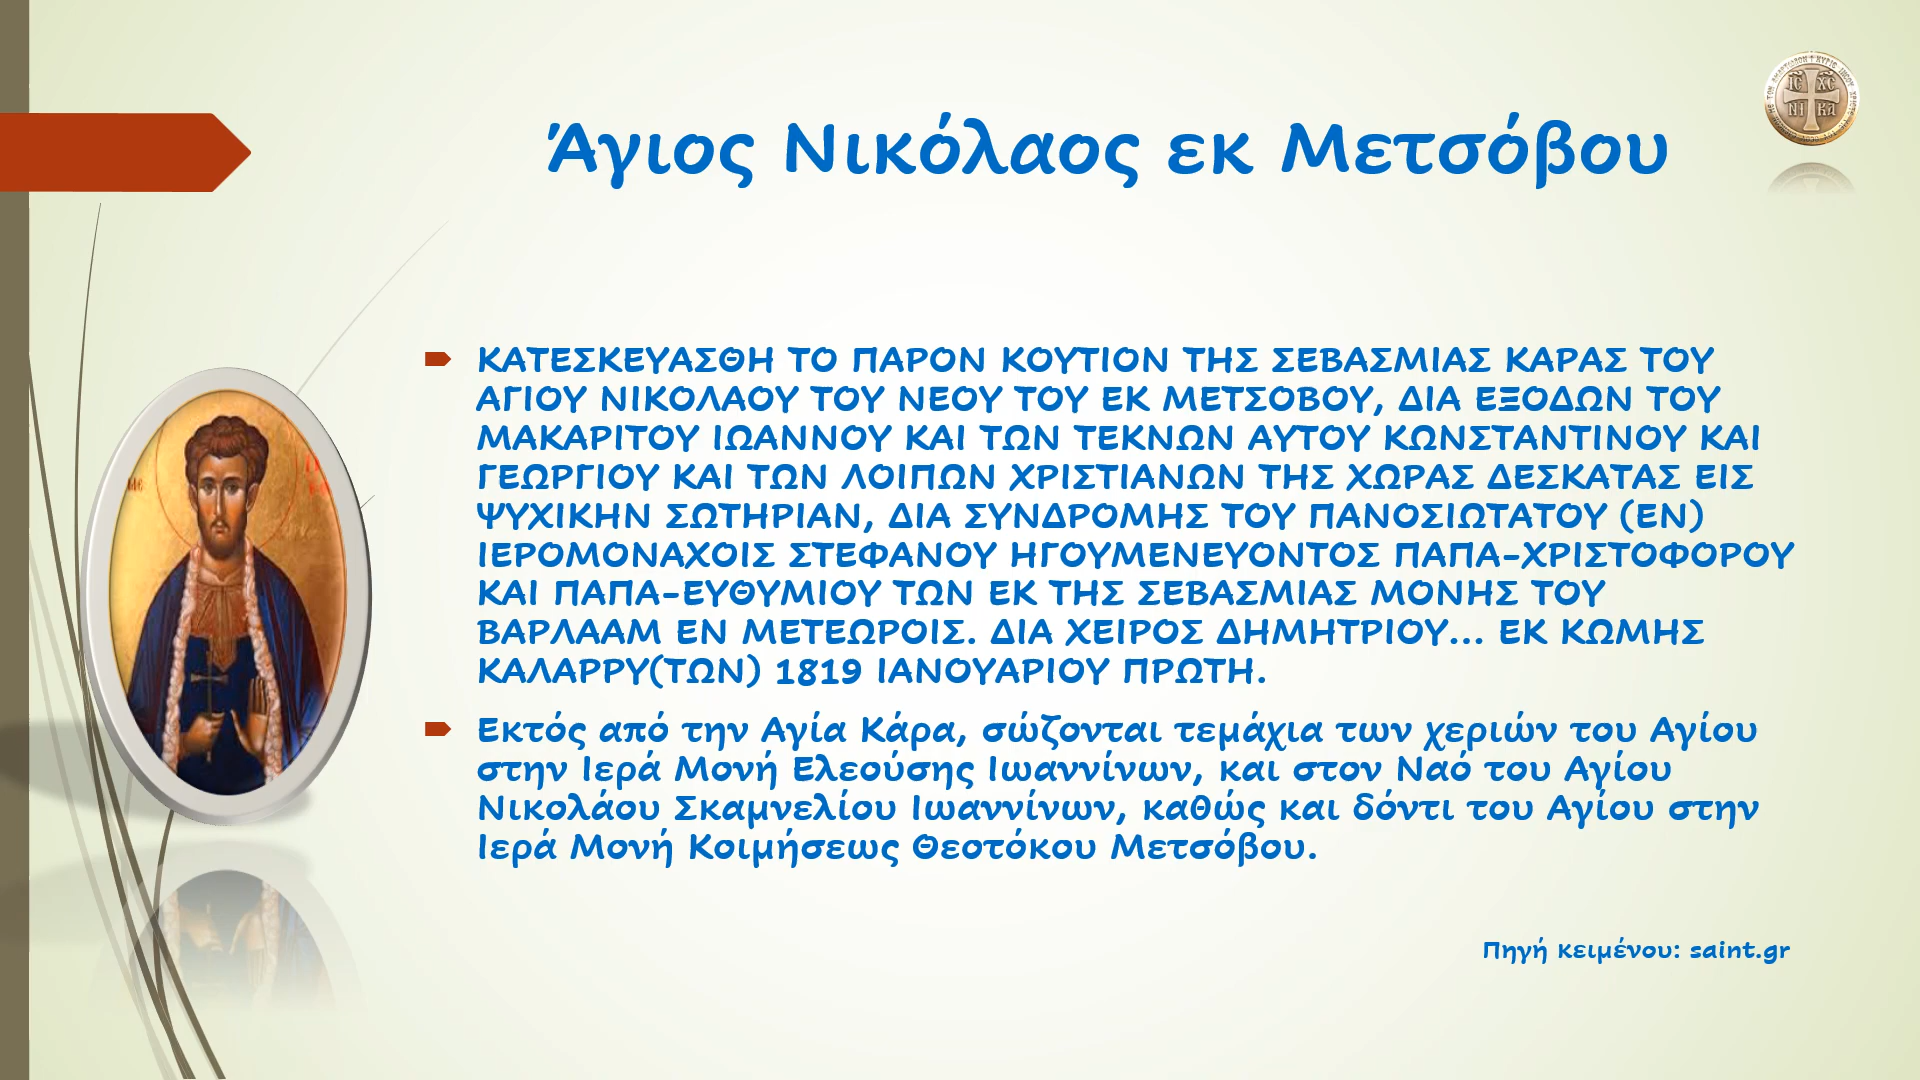 Άγιος Νικόλαος εκ Μετσόβου
IC XC
NI KA
ΚΑΤΕΣΚΕΥΑΣΘΗ ΤΟ ΠΑΡΟΝ ΚΟΥΤΙΟΝ ΤΗΣ ΣΕΒΑΣΜΙΑΣ ΚΑΡΑΣ ΤΟΥ
ΑΓΙΟΥ ΝΙΚΟΛΑΟΥ ΤΟΥ ΝΕΟΥ ΤΟΥ ΕΚ ΜΕΤΣΟΒΟΥ, ΔΙΑ ΕΞΟΔΩΝ ΤΟΥ
ΜΑΚΑΡΙΤΟΥ ΙΩΑΝΝΟΥ ΚΑΙ ΤΩΝ ΤΕΚΝΩΝ ΑΥΤΟΥ ΚΩΝΣΤΑΝΤΙΝΟΥ ΚΑΙ
ΓΕΩΡΓΙΟΥ ΚΑΙ ΤΩΝ ΛΟΙΠΩΝ ΧΡΙΣΤΙΑΝΩΝ ΤΗΣ ΧΩΡΑΣ ΔΕΣΚΑΤΑΣ ΕΙΣ
ΨΥΧΙΚΗΝ ΣΩΤΗΡΙΑΝ, ΔΙΑ ΣΥΝΔΡΟΜΗΣ ΤΟΥ ΠΑΝΟΣΙΩΤΑΤΟΥ (ΕΝ)
ΙΕΡΟΜΟΝΑΧΟΙΣ ΣΤΕΦΑΝΟΥ ΗΓΟΥΜΕΝΕΥΟΝΤΟΣ ΠΑΠΑ-ΧΡΙΣΤΟΦΟΡΟΥ
ΚΑΙ ΠΑΠΑ-ΕΥΘΥΜΙΟΥ ΤΩΝ ΕΚ ΤΗΣ ΣΕΒΑΣΜΙΑΣ ΜΟΝΗΣ ΤΟΥ
ΒΑΡΛΑΑΜ ΕΝ ΜΕΤΕΩΡΟΙΣ. ΔΙΑ ΧΕΙΡΟΣ ΔΗΜΗΤΡΙΟΥ... ΕΚ ΚΩΜΗΣ
ΚΑΛΑΡΡΥ(ΤΩΝ) 1819 ΙΑΝΟΥΑΡΙΟΥ ΠΡΩΤΗ.
Εκτός από την Αγία Κάρα, σώζονται τεμάχια των χεριών του Αγίου
στην Ιερά Μονή Ελεούσης Ιωαννίνων, και στον Ναό του Αγίου
Νικολάου Σκαμνελίου Ιωαννίνων, καθώς και δόντι του Αγίου στην
Ιερά Μονή Κοιμήσεως Θεοτόκου Μετσόβου.
Πηγή κειμένου: saint.gr